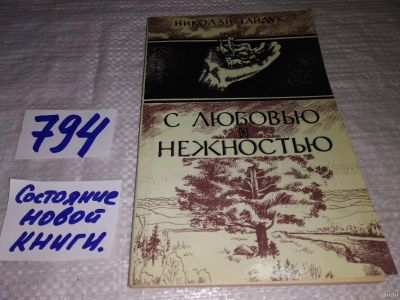 НИКОЛАЙ ГАЙДУК
С ЛЮБОВЬЮ
И
НЕЖНОСТЬЮ
794
Состояние
новой
книги.